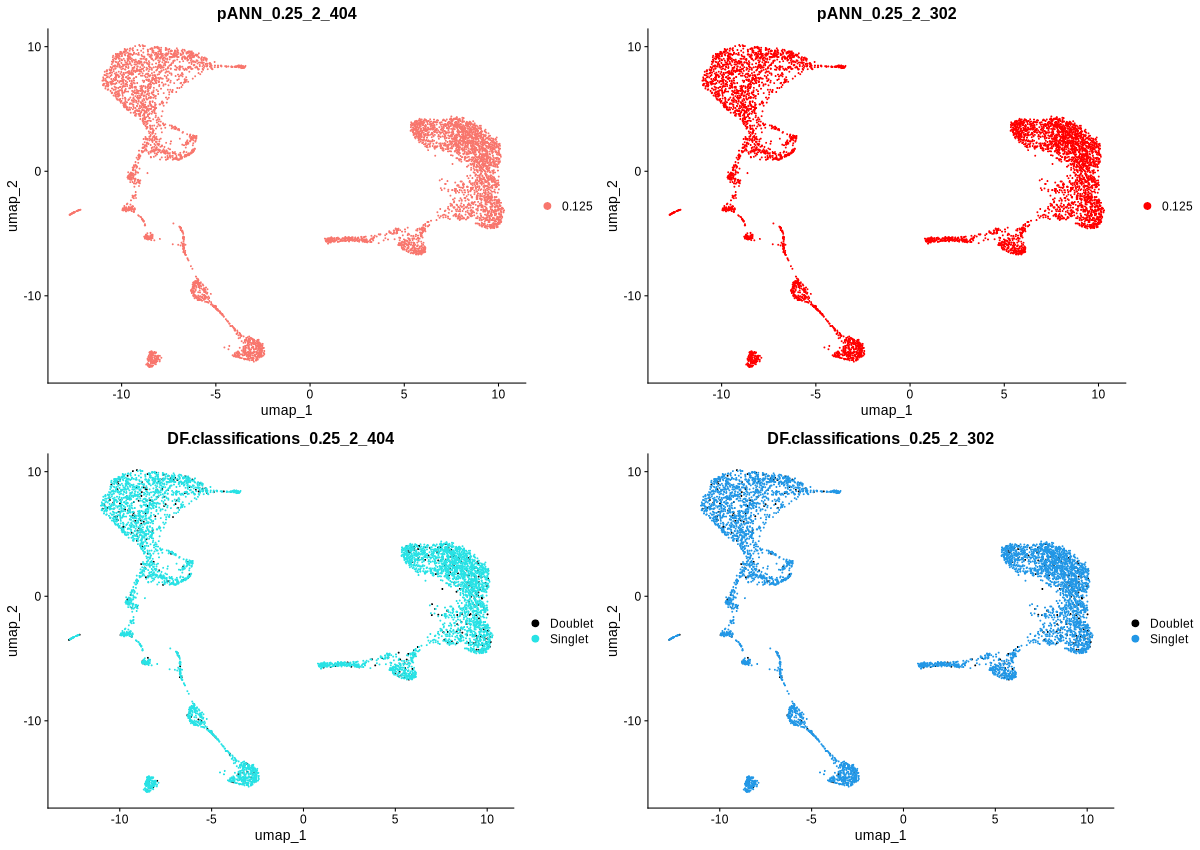 pANN_0.25_2_404
10
0
-10
umap_2
-10
-5
0
5
10
umap_1
0.125
pANN_0.25_2_302
10
0
-10
umap_2
-10
-5
0
5
10
umap_1
0.125
DF.classifications_0.25_2_404
10
0
-10
umap_2
-10
-5
0
5
10
umap_1
Doublet
Singlet
DF.classifications_0.25_2_302
10
0
-10
umap_2
-10
-5
0
5
10
umap_1
Doublet
Singlet